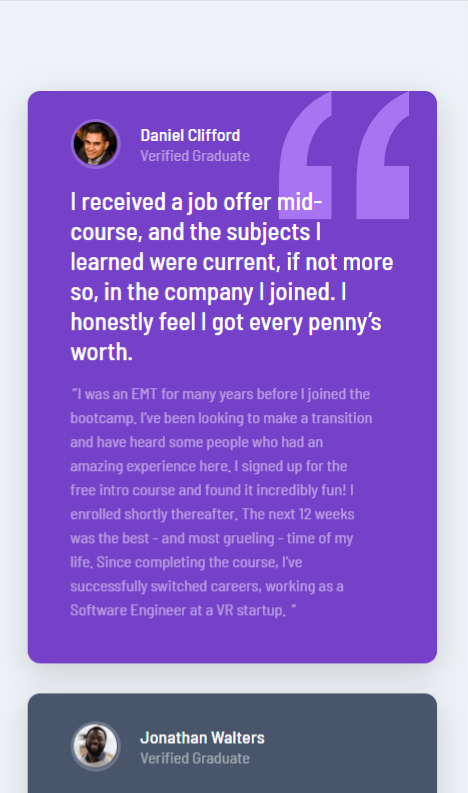 Daniel Clifford
Verified Graduate
I received a job offer mid-
course, and the subjects I
learned were current, if not more
so, in the company I joined. I
honestly feel I got every penny’s
worth.
“I was an EMT for many years before I joined the
bootcamp. I’ve been looking to make a transition
and have heard some people who had an
amazing experience here. I signed up for the
free intro course and found it incredibly fun! I
enrolled shortly thereafter. The next 12 weeks
was the best - and most grueling - time of my
life. Since completing the course, I’ve
successfully switched careers, working as a
Software Engineer at a VR startup. ”
Jonathan Walters
Verified Graduate